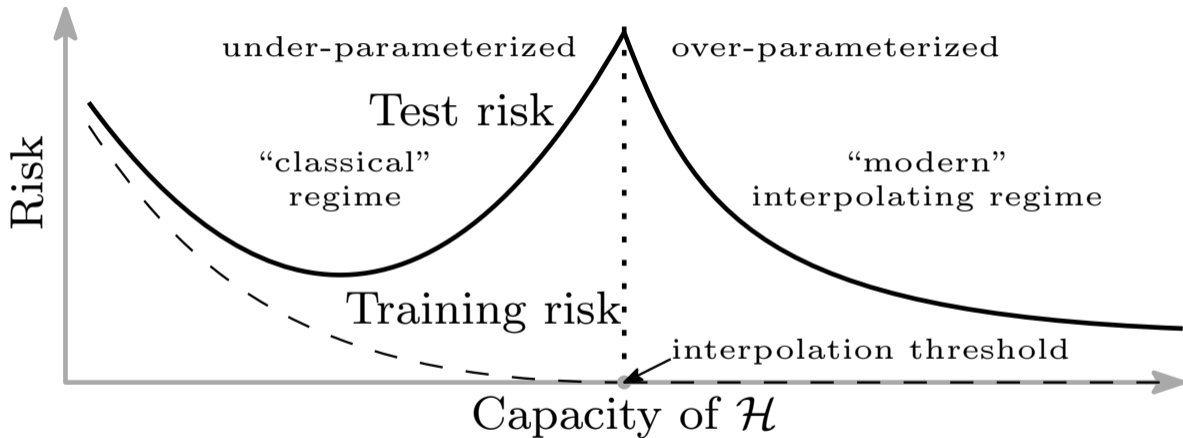 under-parameterized
over-parameterized
Test risk
“classical”
regime
“modern”
interpolating regime
Risk
Training risk
interpolation threshold
Capacity of ℋ